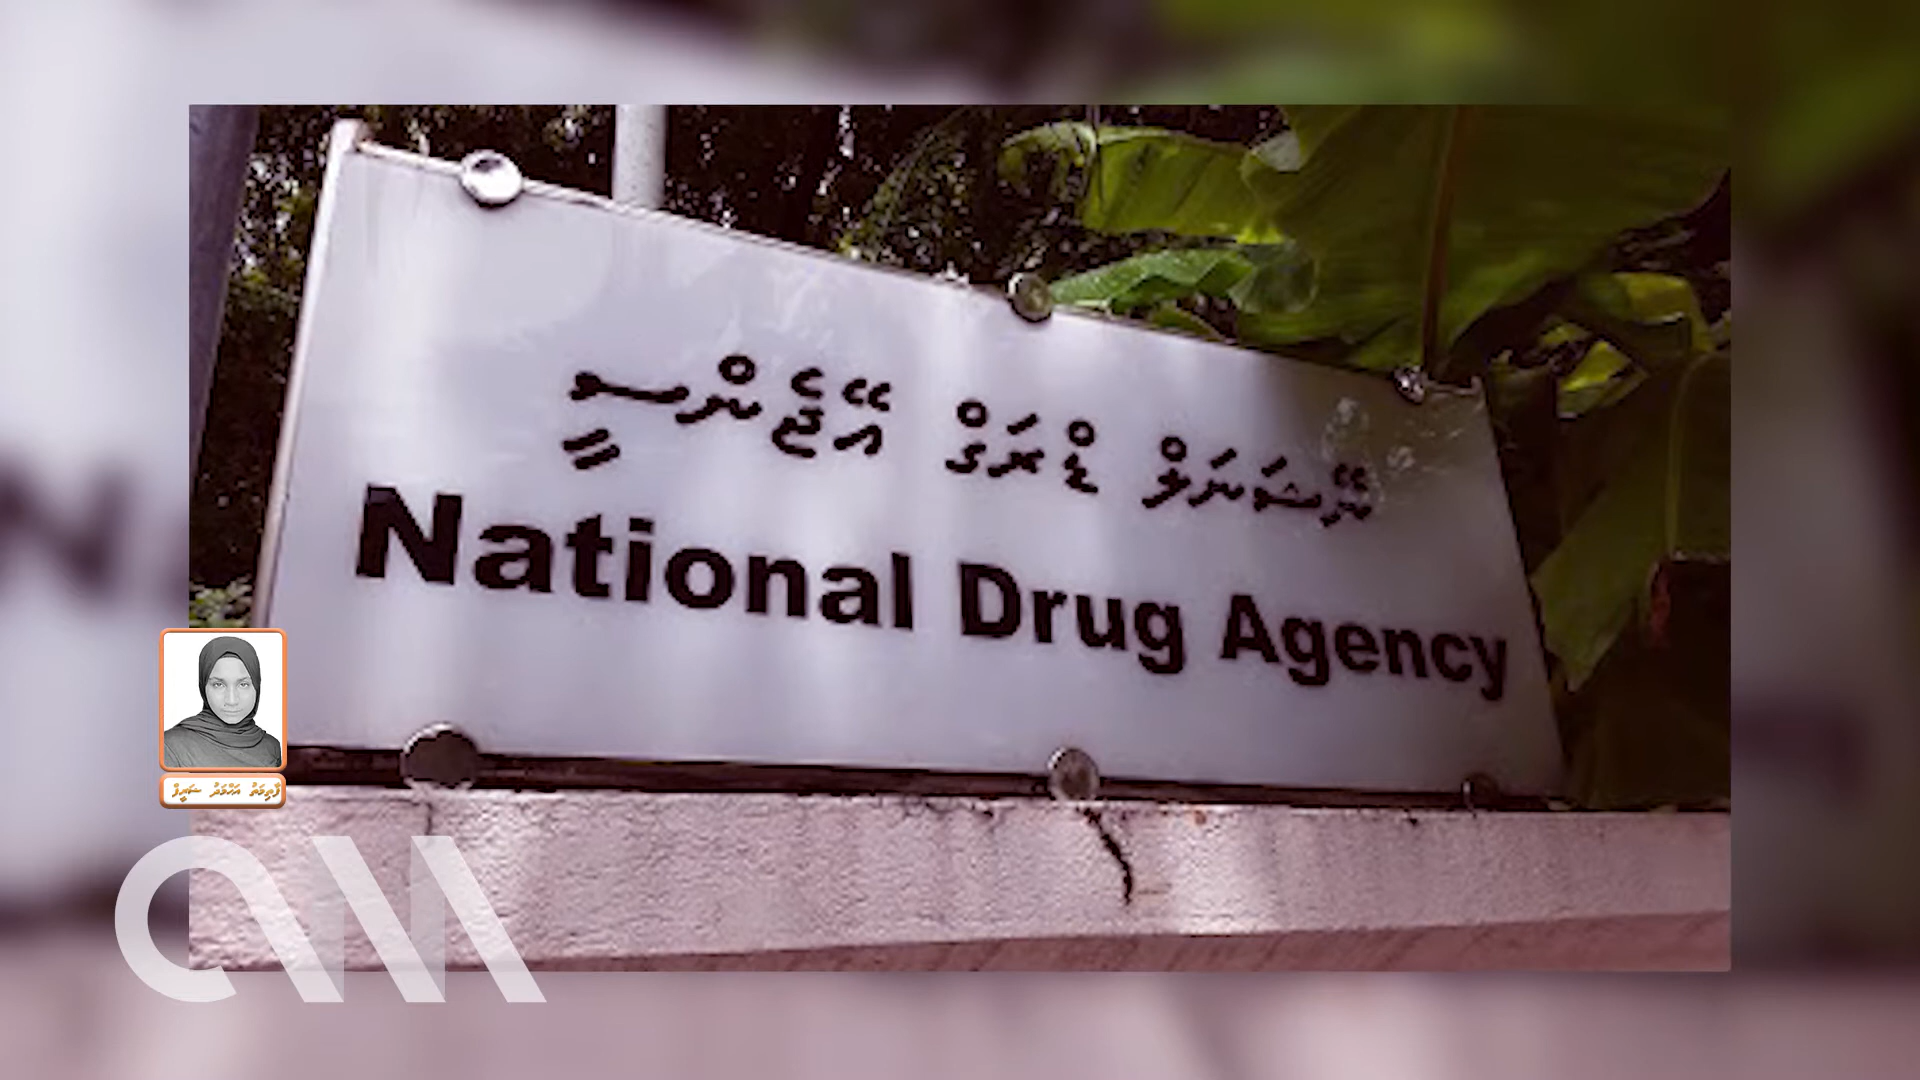 ނޭޝަނަލް ޑްރަގް އޭޖެންސީ
National Drug Agency
ފާތިމަތު އަޙްމަދު ޝަރީފް